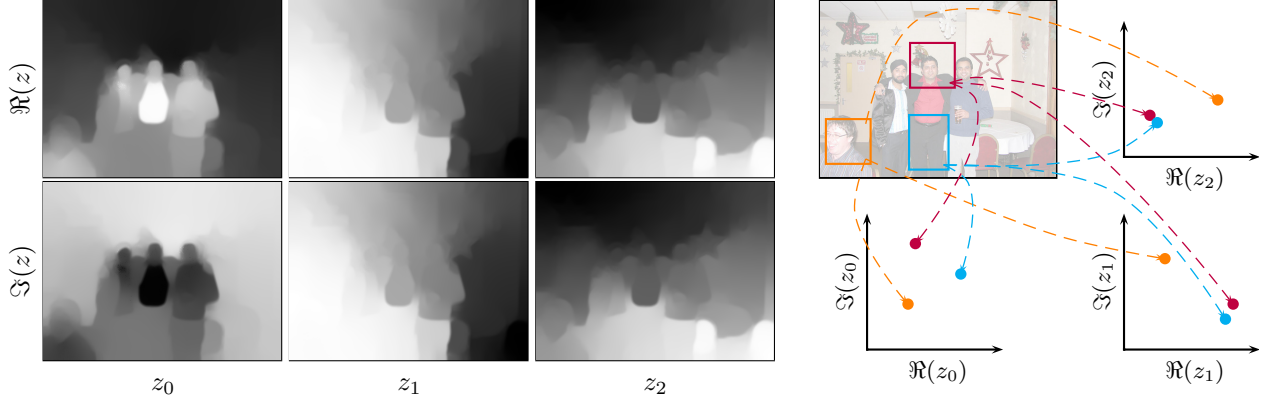 ℜ(z)
ℑ(z)
z₀
z₁
z₂
ℑ(z₂)
ℜ(z₂)
ℑ(z₀)
ℜ(z₀)
ℑ(z₁)
ℜ(z₁)